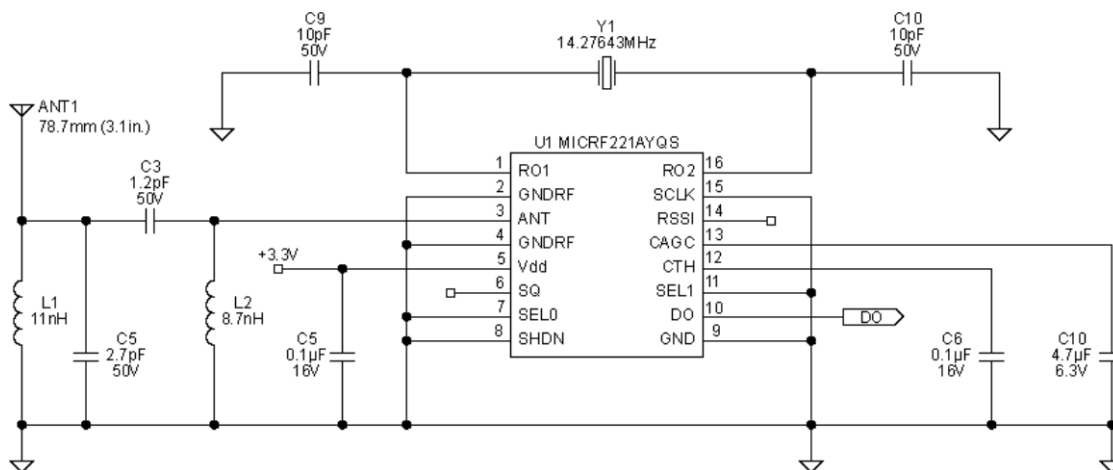 C9
10pF
50V
Y1
14.27643MHz
C10
10pF
50V
ANT1
78.7mm (3.1in.)
U1 MICRF221AYQS
C3
1.2pF
50V
1 RO1 RO2 16
2 GNDRF SCLK 15
3 ANT RSSI 14
4 GNDRF CAGC 13
5 Vdd CTH 12
6 SQ SEL1 11
7 SEL0 DO 10
8 SHDN GND 9
+3.3V
DO
L1
11nH
C5
2.7pF
50V
L2
8.7nH
C5
0.1µF
16V
C6
0.1µF
16V
C10
4.7µF
6.3V